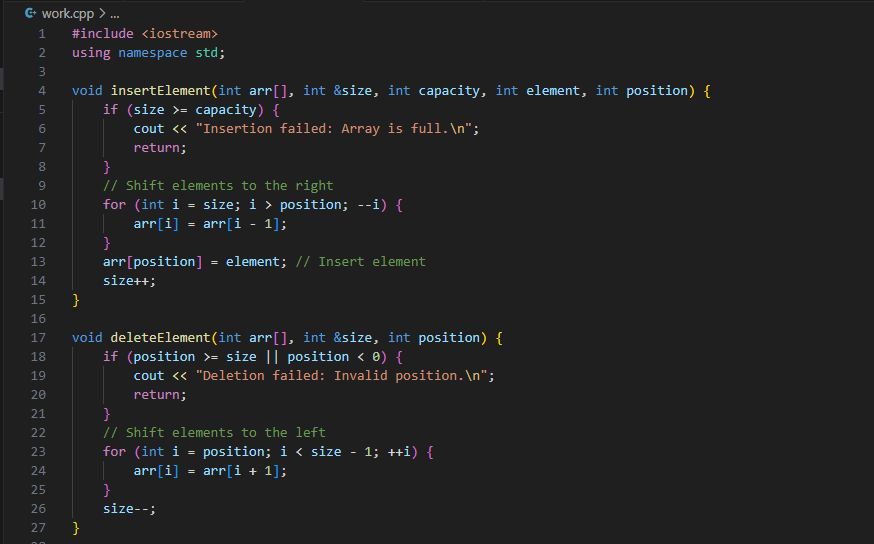 work.cpp > ...
1 #include <iostream>
2 using namespace std;
3
4 void insertElement(int arr[], int &size, int capacity, int element, int position) {
5     if (size >= capacity) {
6         cout << "Insertion failed: Array is full.\n";
7         return;
8     }
9     // Shift elements to the right
10     for (int i = size; i > position; --i) {
11         arr[i] = arr[i - 1];
12     }
13     arr[position] = element; // Insert element
14     size++;
15 }
16
17 void deleteElement(int arr[], int &size, int position) {
18     if (position >= size || position < 0) {
19         cout << "Deletion failed: Invalid position.\n";
20         return;
21     }
22     // Shift elements to the left
23     for (int i = position; i < size - 1; ++i) {
24         arr[i] = arr[i + 1];
25     }
26     size--;
27 }